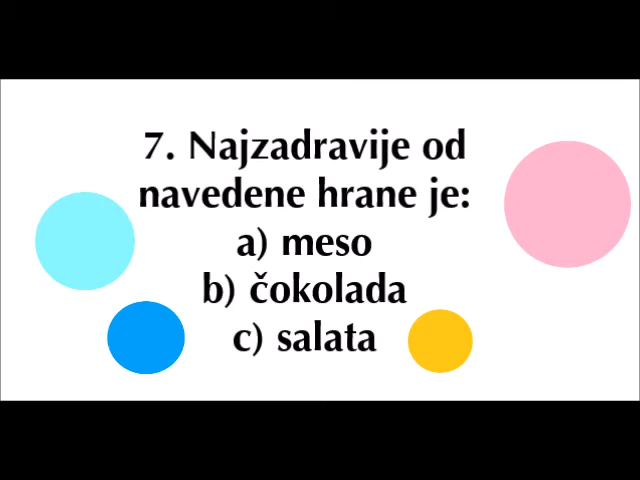 7. Najzadravije od
navedene hrane je:
a) meso
b) čokolada
c) salata